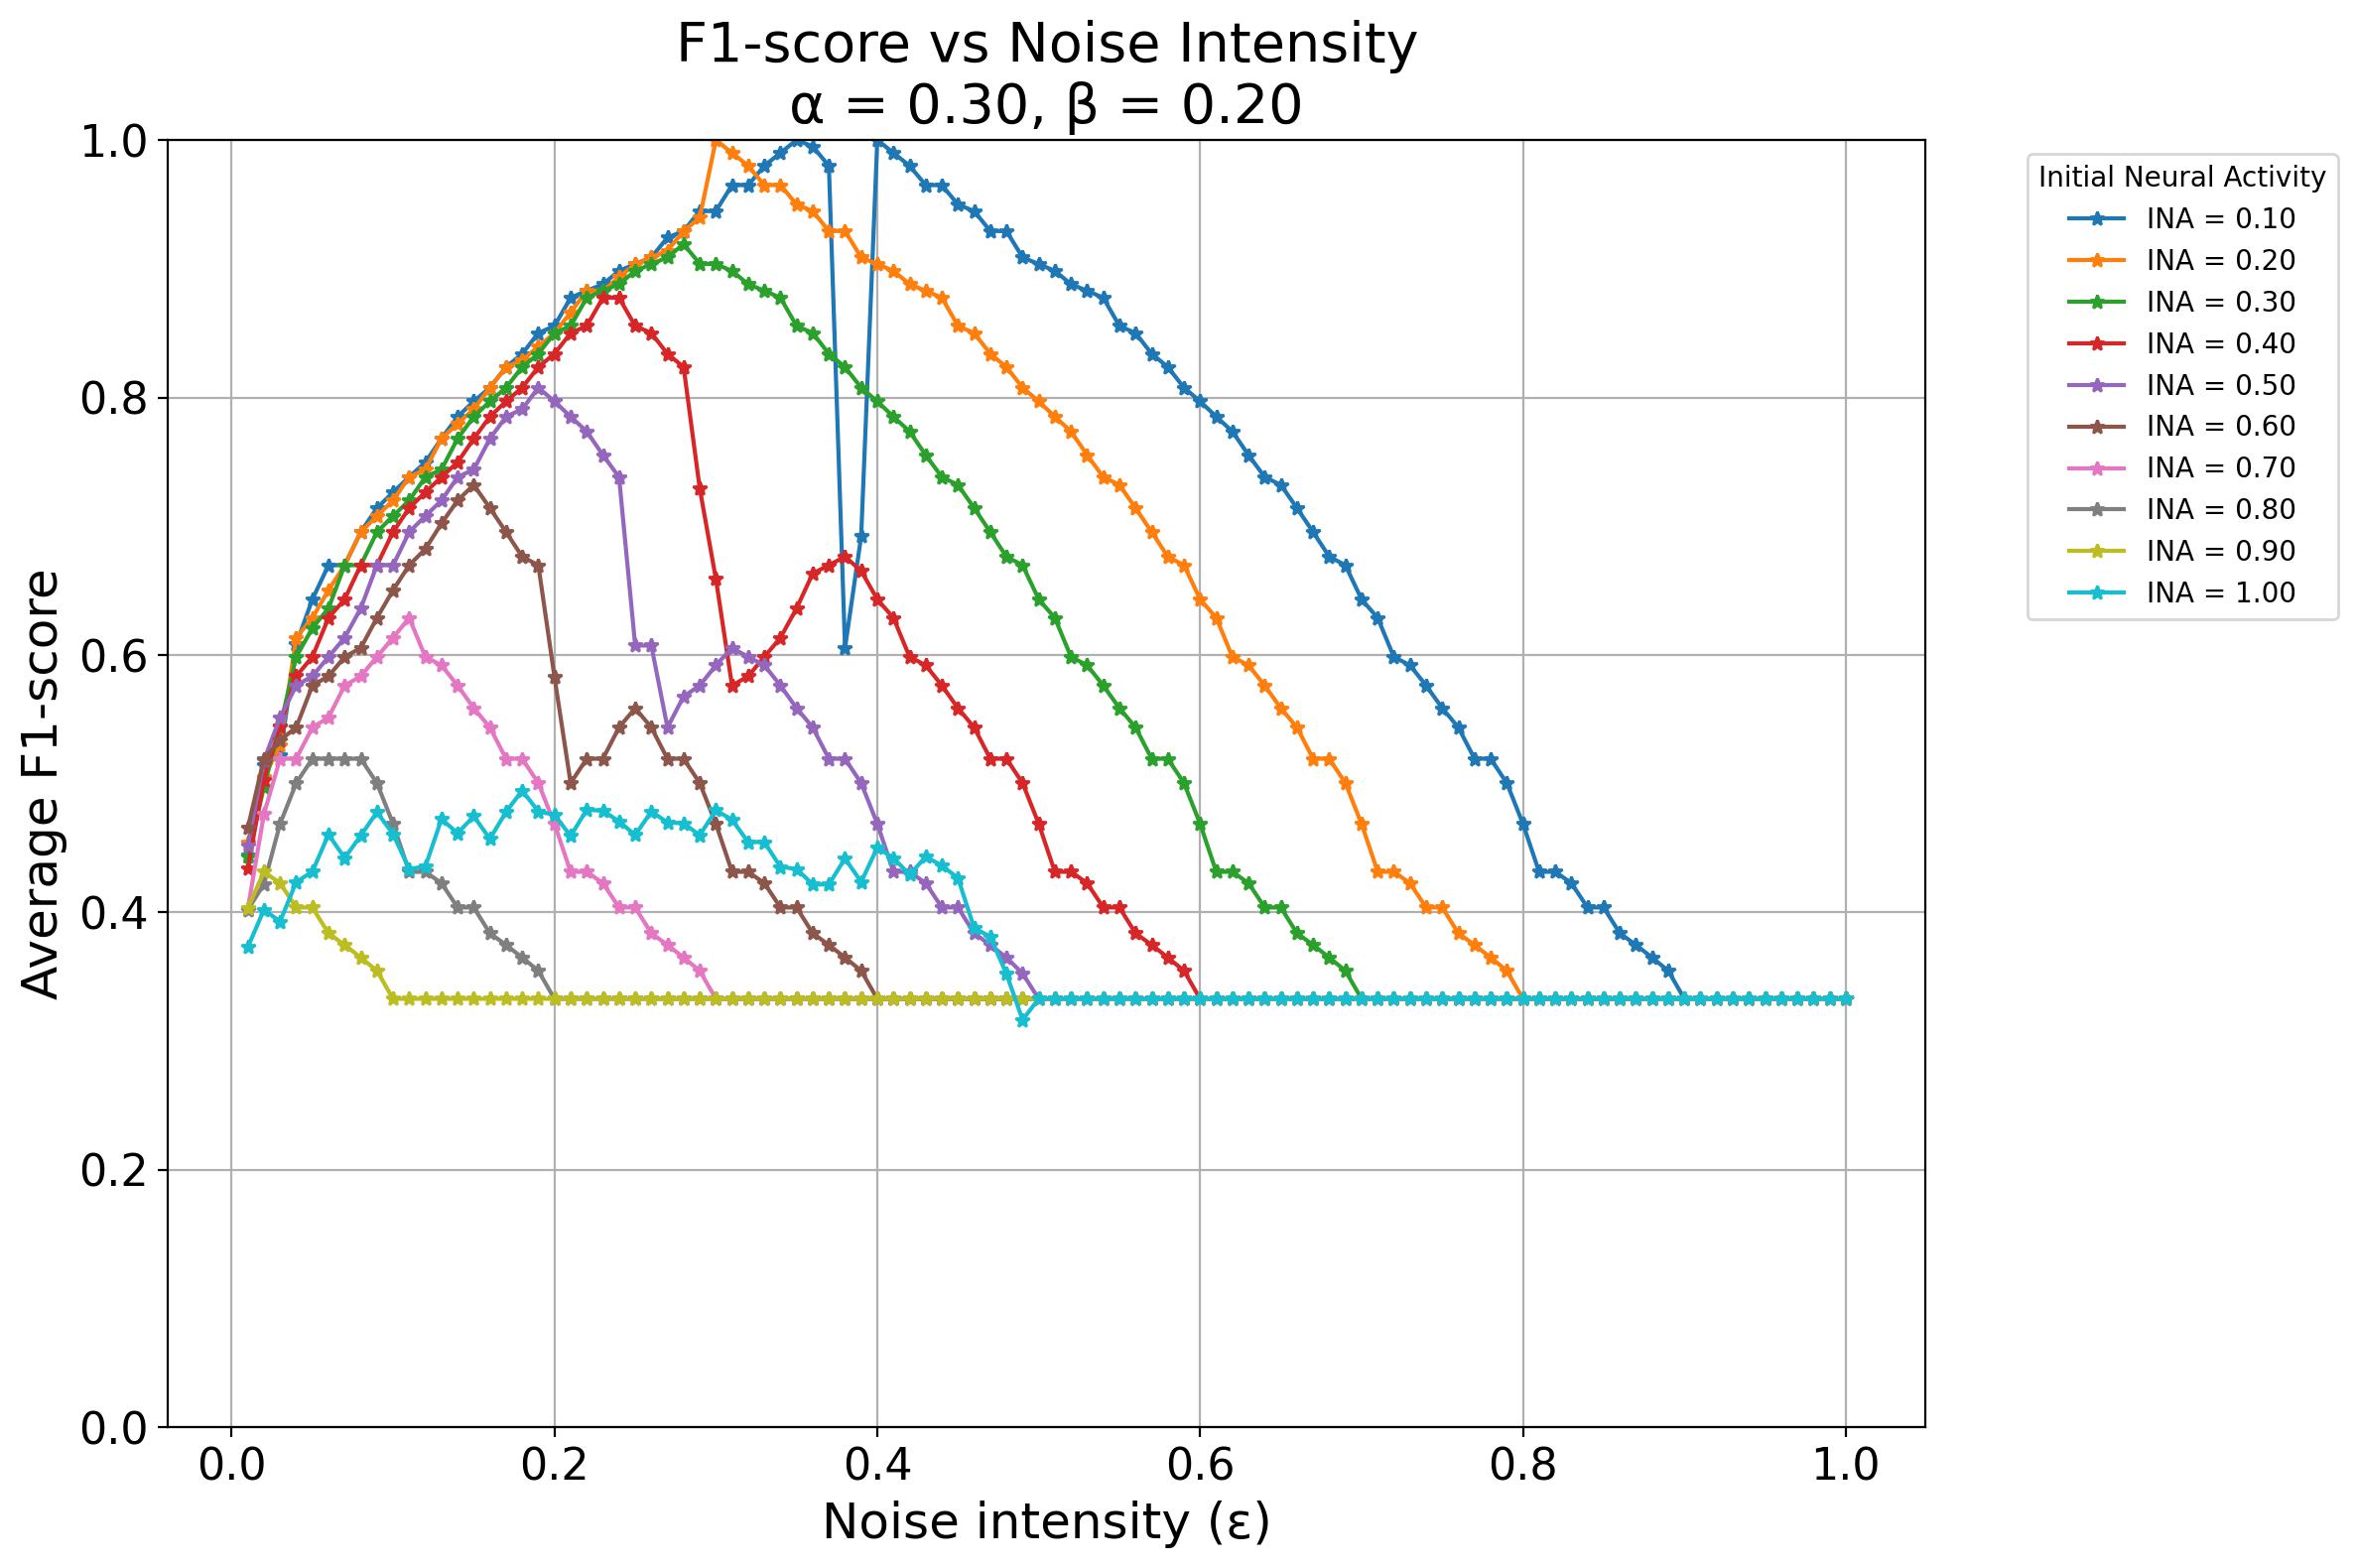 F1-score vs Noise Intensity
α = 0.30, β = 0.20
1.0
0.8
0.6
0.4
0.2
0.0
Average F1-score
0.0 0.2 0.4 0.6 0.8 1.0
Noise intensity (ε)
Initial Neural Activity
INA = 0.10
INA = 0.20
INA = 0.30
INA = 0.40
INA = 0.50
INA = 0.60
INA = 0.70
INA = 0.80
INA = 0.90
INA = 1.00